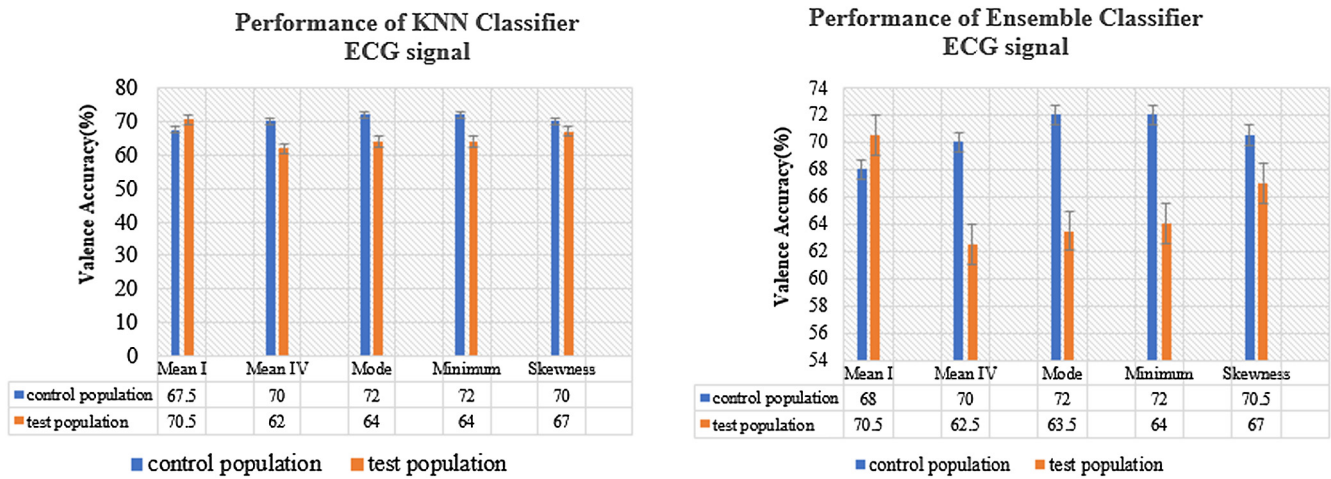 Performance of KNN Classifier
ECG signal
Valence Accuracy(%)
80
70
60
50
40
30
20
10
0
Mean I Mean IV Mode Minimum Skewness
control population 67.5 70 72 72 70
test population 70.5 62 64 64 67
control population test population
Performance of Ensemble Classifier
ECG signal
Valence Accuracy(%)
74
72
70
68
66
64
62
60
58
56
54
Mean I Mean IV Mode Minimum Skewness
control population 68 70 72 72 70.5
test population 70.5 62.5 63.5 64 67
control population test population